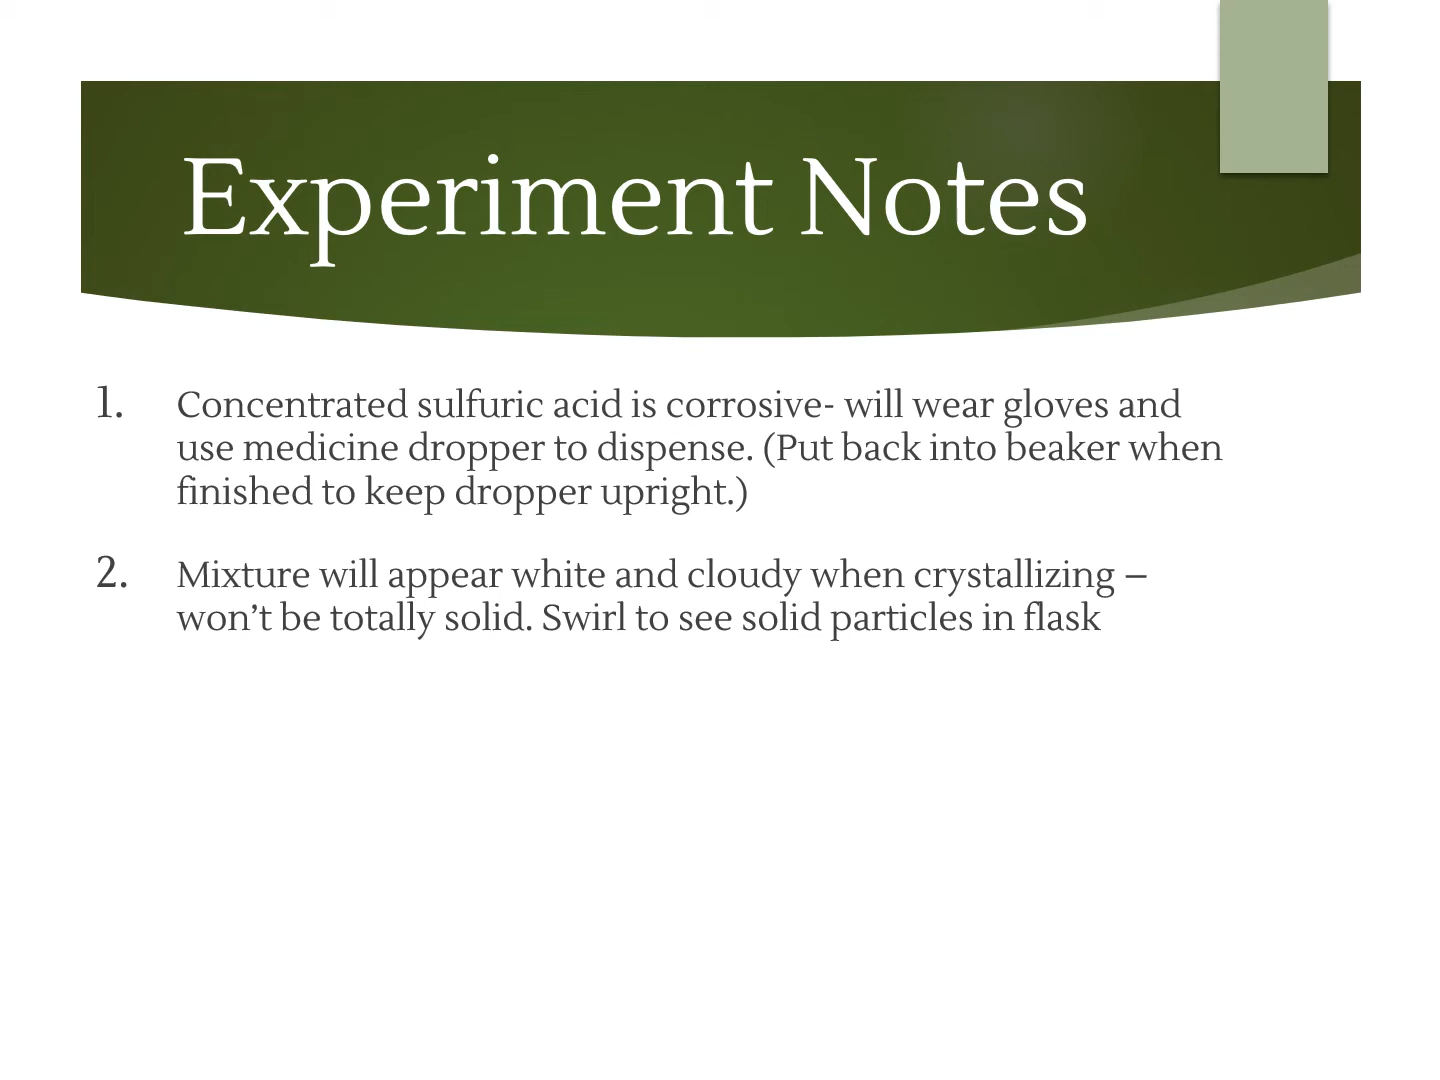 Experiment Notes
1. Concentrated sulfuric acid is corrosive- will wear gloves and
use medicine dropper to dispense. (Put back into beaker when
finished to keep dropper upright.)
2. Mixture will appear white and cloudy when crystallizing –
won’t be totally solid. Swirl to see solid particles in flask